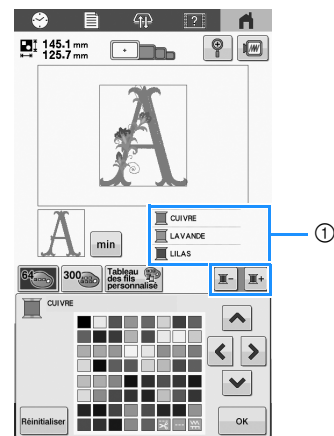 145.1 mm
125.7 mm
CUIVRE
LAVANDE
LILAS
min
64
300
Tableau
des fils
personnalisé
CUIVRE
Réinitialiser
OK
①